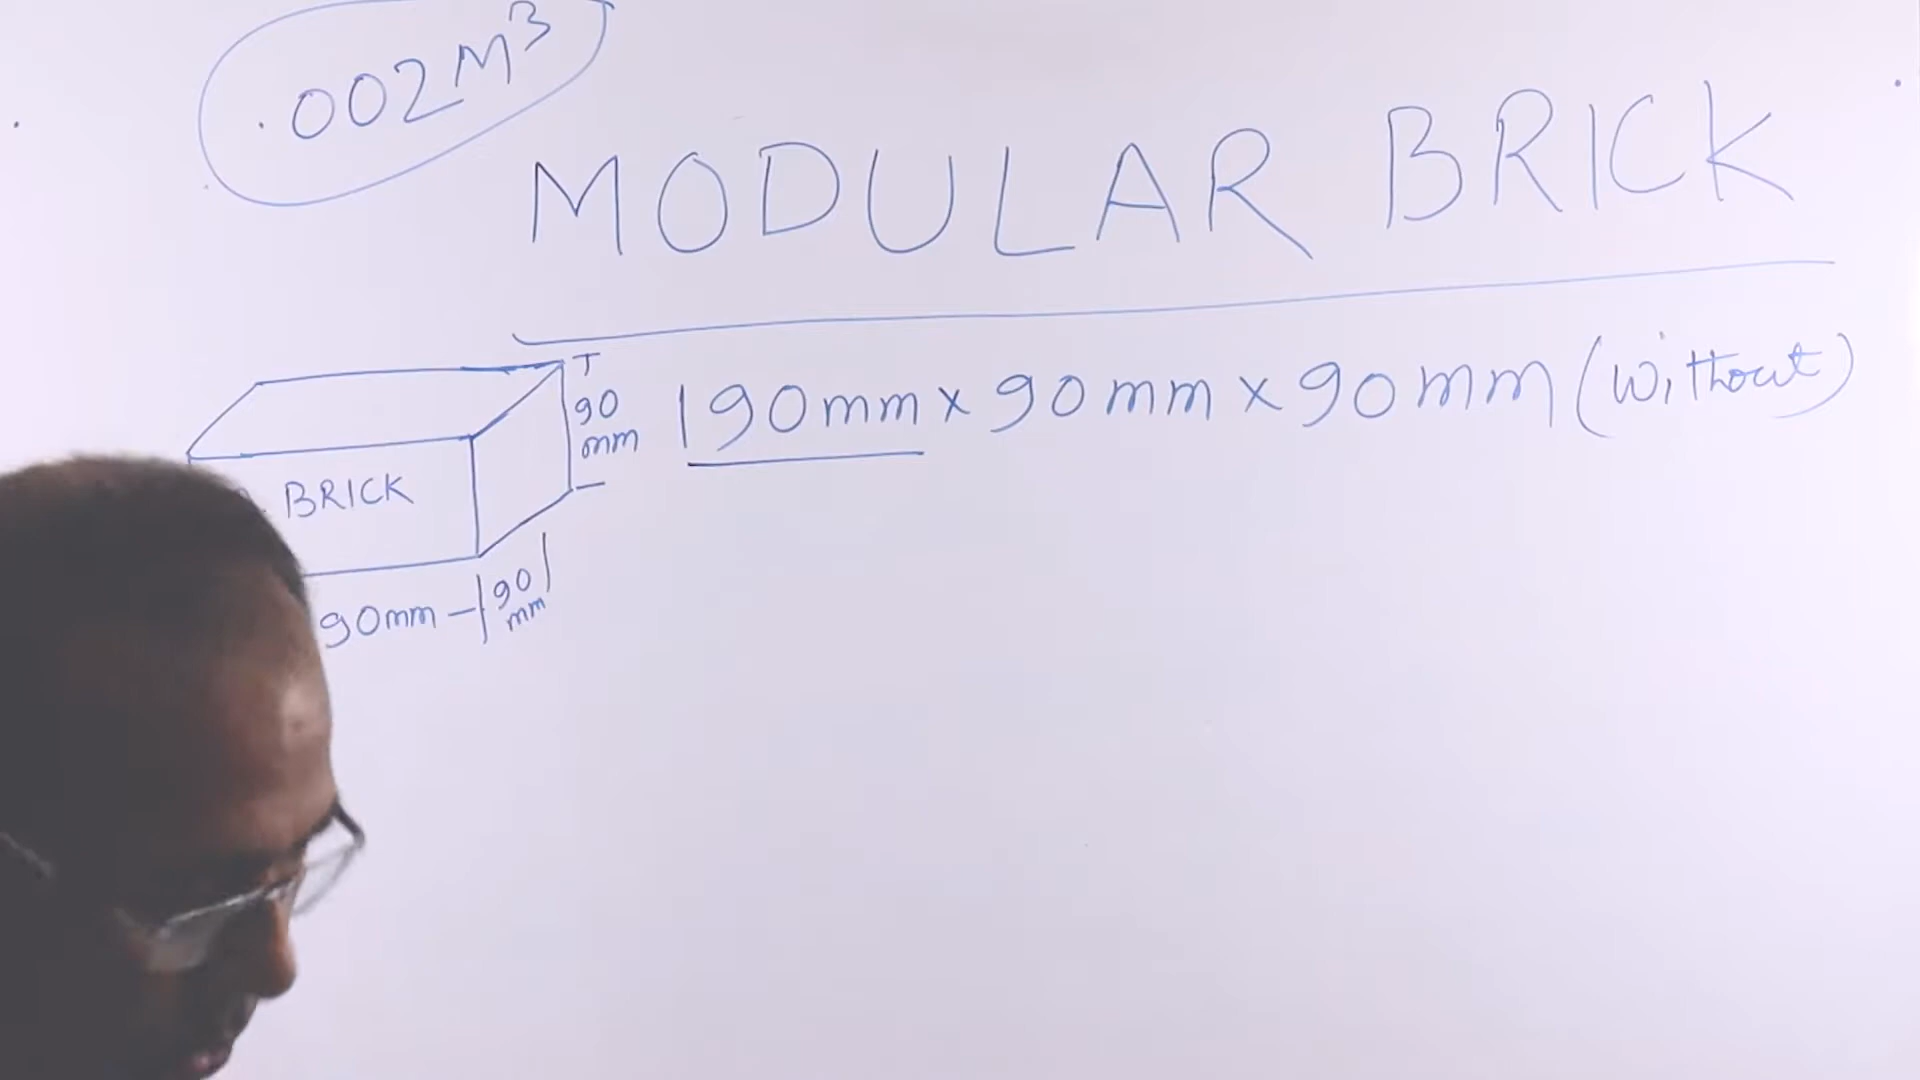 .002M³
MODULAR BRICK
190mm x 90mm x 90mm (without)
90
mm
BRICK
90mm
90
mm